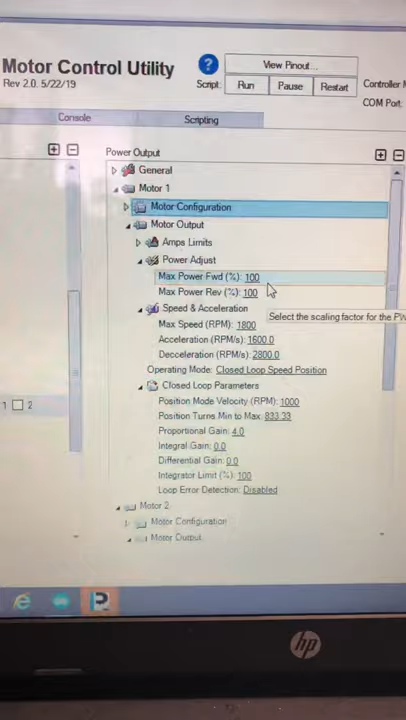 Motor Control Utility
Rev 2.0. 5/22/19
?
View Pinout...
Script:
Run
Pause
Restart
Controller
COM Port:
Console
Scripting
Power Output
General
Motor 1
Motor Configuration
Motor Output
Amps Limits
Power Adjust
Max Power Fwd (%): 100
Max Power Rev (%): 100
Select the scaling factor for the
Speed & Acceleration
Max Speed (RPM): 1800
Acceleration (RPM/s): 1600.0
Decceleration (RPM/s): 2800.0
Operating Mode: Closed Loop Speed Position
Closed Loop Parameters
Position Mode Velocity (RPM): 1000
1 2
Position Turns Min to Max: 833.33
Proportional Gain: 4.0
Integral Gain: 0.0
Differential Gain: 0.0
Integrator Limit (%): 100
Loop Error Detection: Disabled
Motor 2
Motor Configuration
Motor Output
hp